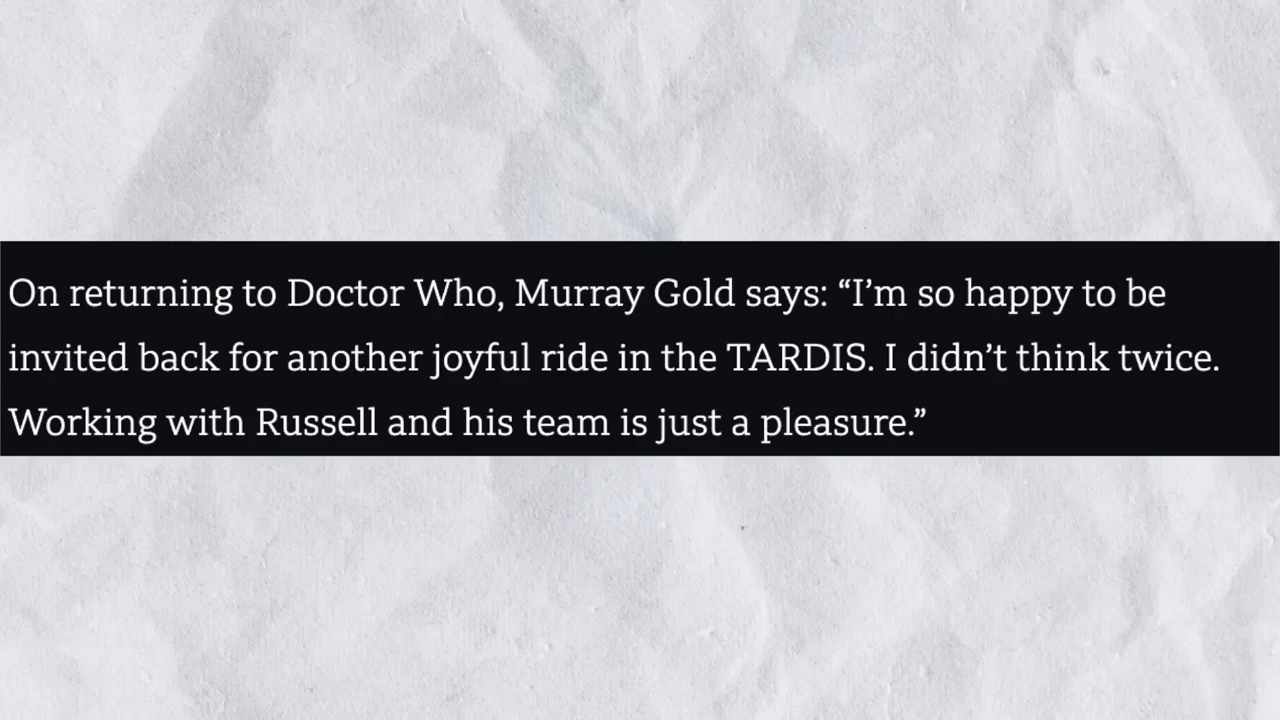 On returning to Doctor Who, Murray Gold says: “I’m so happy to be
invited back for another joyful ride in the TARDIS. I didn’t think twice.
Working with Russell and his team is just a pleasure.”